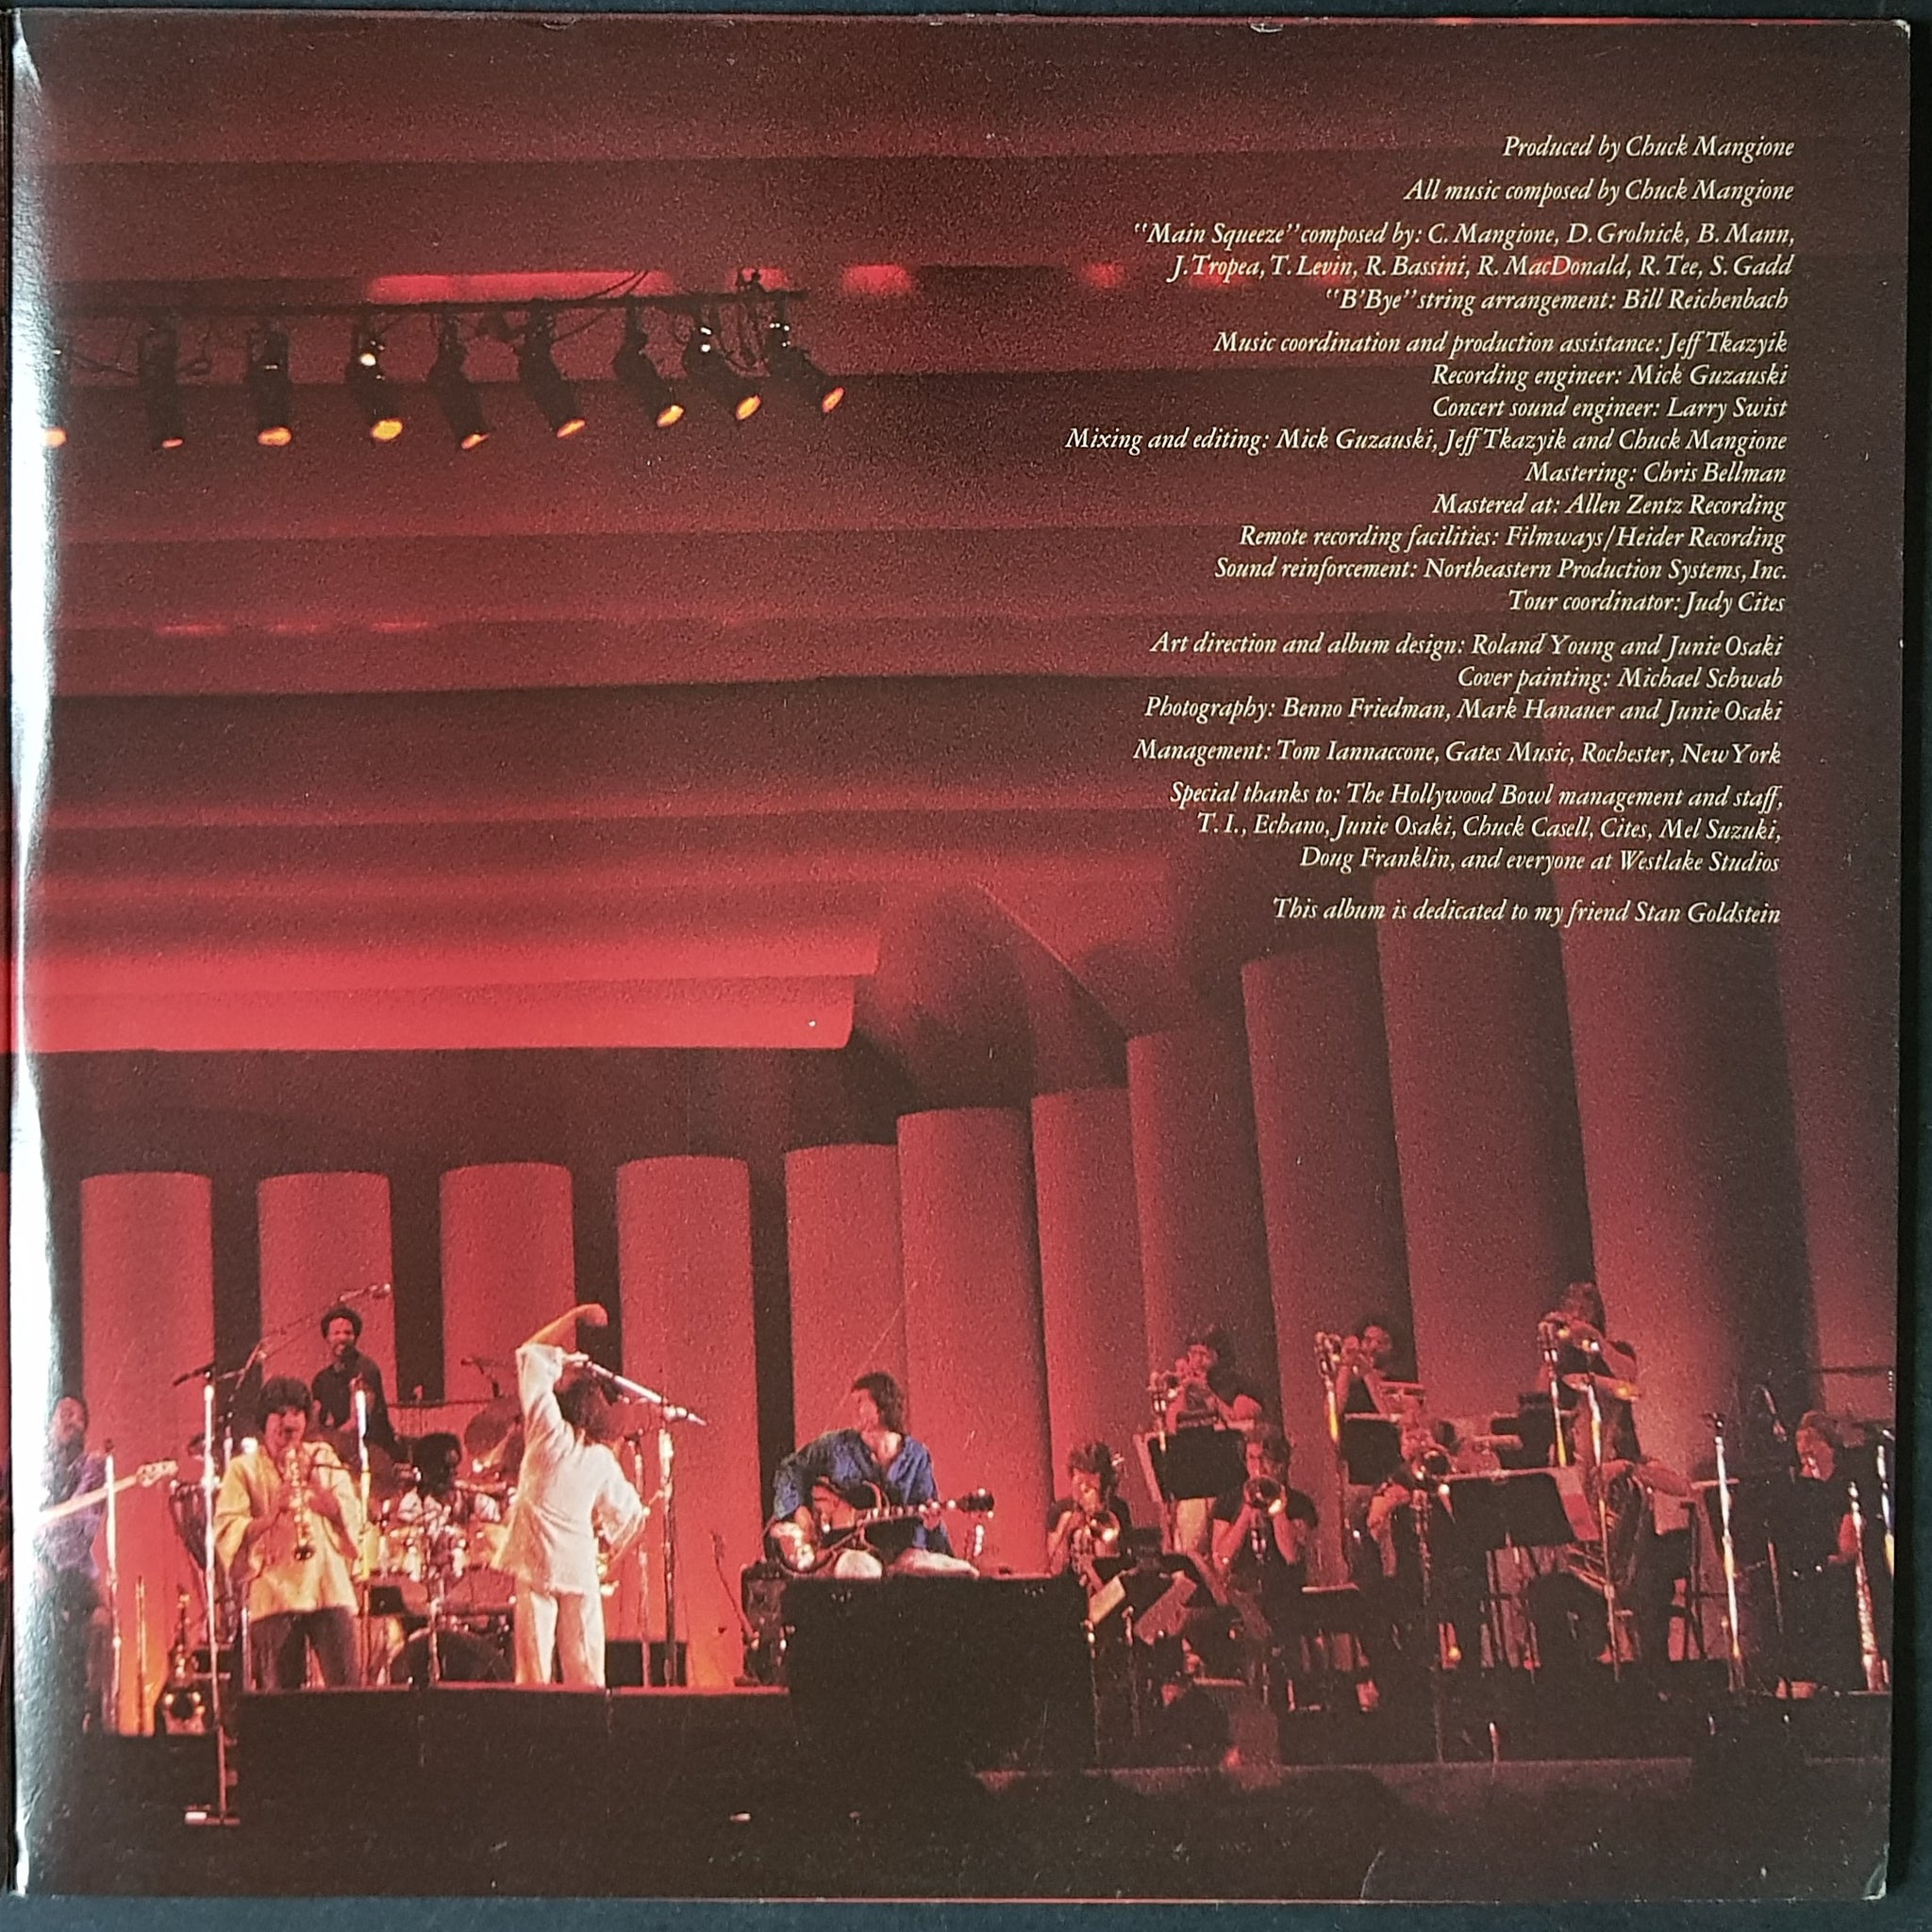 Produced by Chuck Mangione
All music composed by Chuck Mangione
"Main Squeeze" composed by: C. Mangione, D. Grolnick, B. Mann,
J. Tropea, T. Levin, R. Bassini, R. MacDonald, R. Tee, S. Gadd
"B'Bye" string arrangement: Bill Reichenbach
Music coordination and production assistance: Jeff Tkazyik
Recording engineer: Mick Guzauski
Concert sound engineer: Larry Swist
Mixing and editing: Mick Guzauski, Jeff Tkazyik and Chuck Mangione
Mastering: Chris Bellman
Mastered at: Allen Zentz Recording
Remote recording facilities: Filmways/Heider Recording
Sound reinforcement: Northeastern Production Systems, Inc.
Tour coordinator: Judy Cites
Art direction and album design: Roland Young and Junie Osaki
Cover painting: Michael Schwab
Photography: Benno Friedman, Mark Hanauer and Junie Osaki
Management: Tom Iannaccone, Gates Music, Rochester, New York
Special thanks to: The Hollywood Bowl management and staff,
T. I., Echano, Junie Osaki, Chuck Casell, Cites, Mel Suzuki,
Doug Franklin, and everyone at Westlake Studios
This album is dedicated to my friend Stan Goldstein